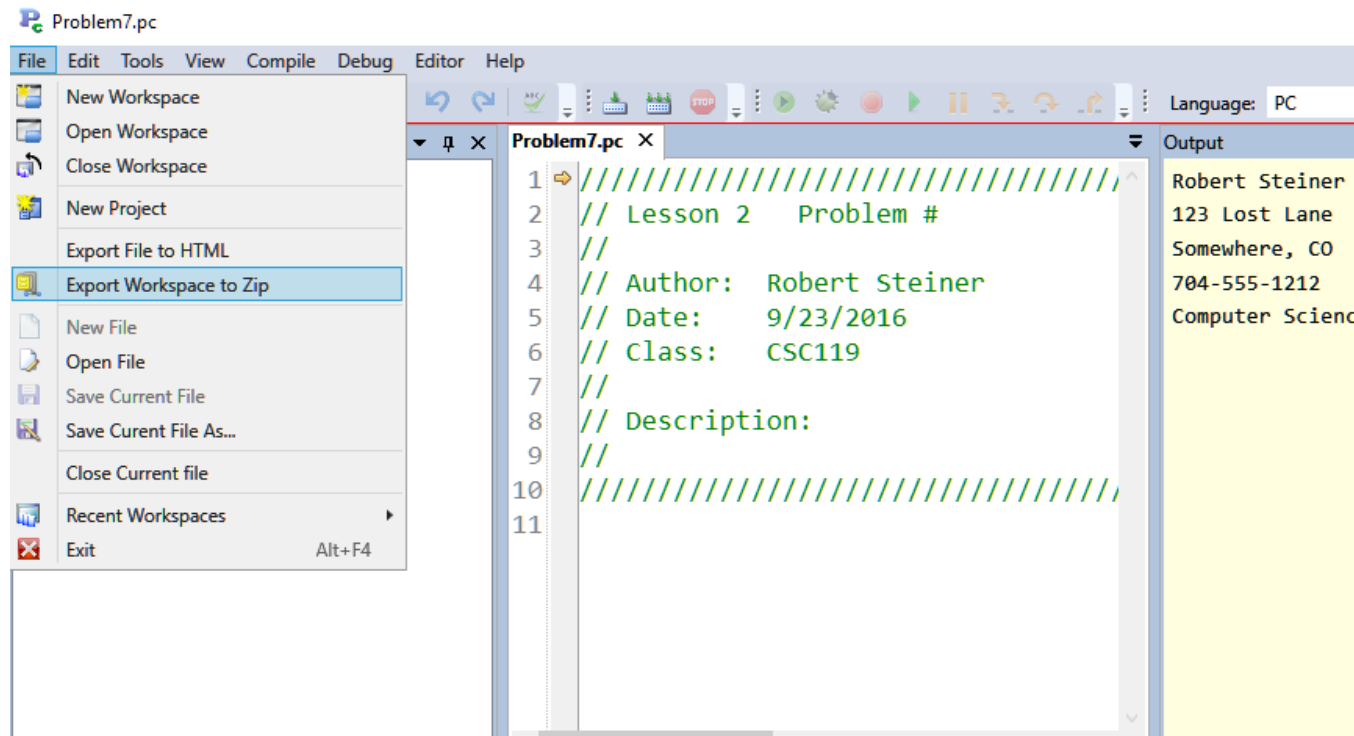 Problem7.pc
File Edit Tools View Compile Debug Editor Help
New Workspace
Open Workspace
Close Workspace
New Project
Export File to HTML
Export Workspace to Zip
New File
Open File
Save Current File
Save Curent File As...
Close Current file
Recent Workspaces
Exit Alt+F4
ABC
STOP
Language: PC
Problem7.pc
1 ///////////////////////////////////
2 // Lesson 2 Problem #
3 //
4 // Author: Robert Steiner
5 // Date: 9/23/2016
6 // Class: CSC119
7 //
8 // Description:
9 //
10 ///////////////////////////////////
11
Output
Robert Steiner
123 Lost Lane
Somewhere, CO
704-555-1212
Computer Scienc